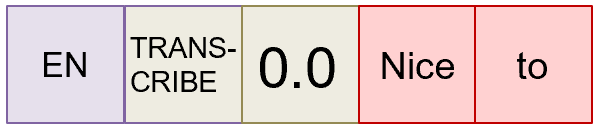 EN
TRANS-
CRIBE
0.0
Nice
to